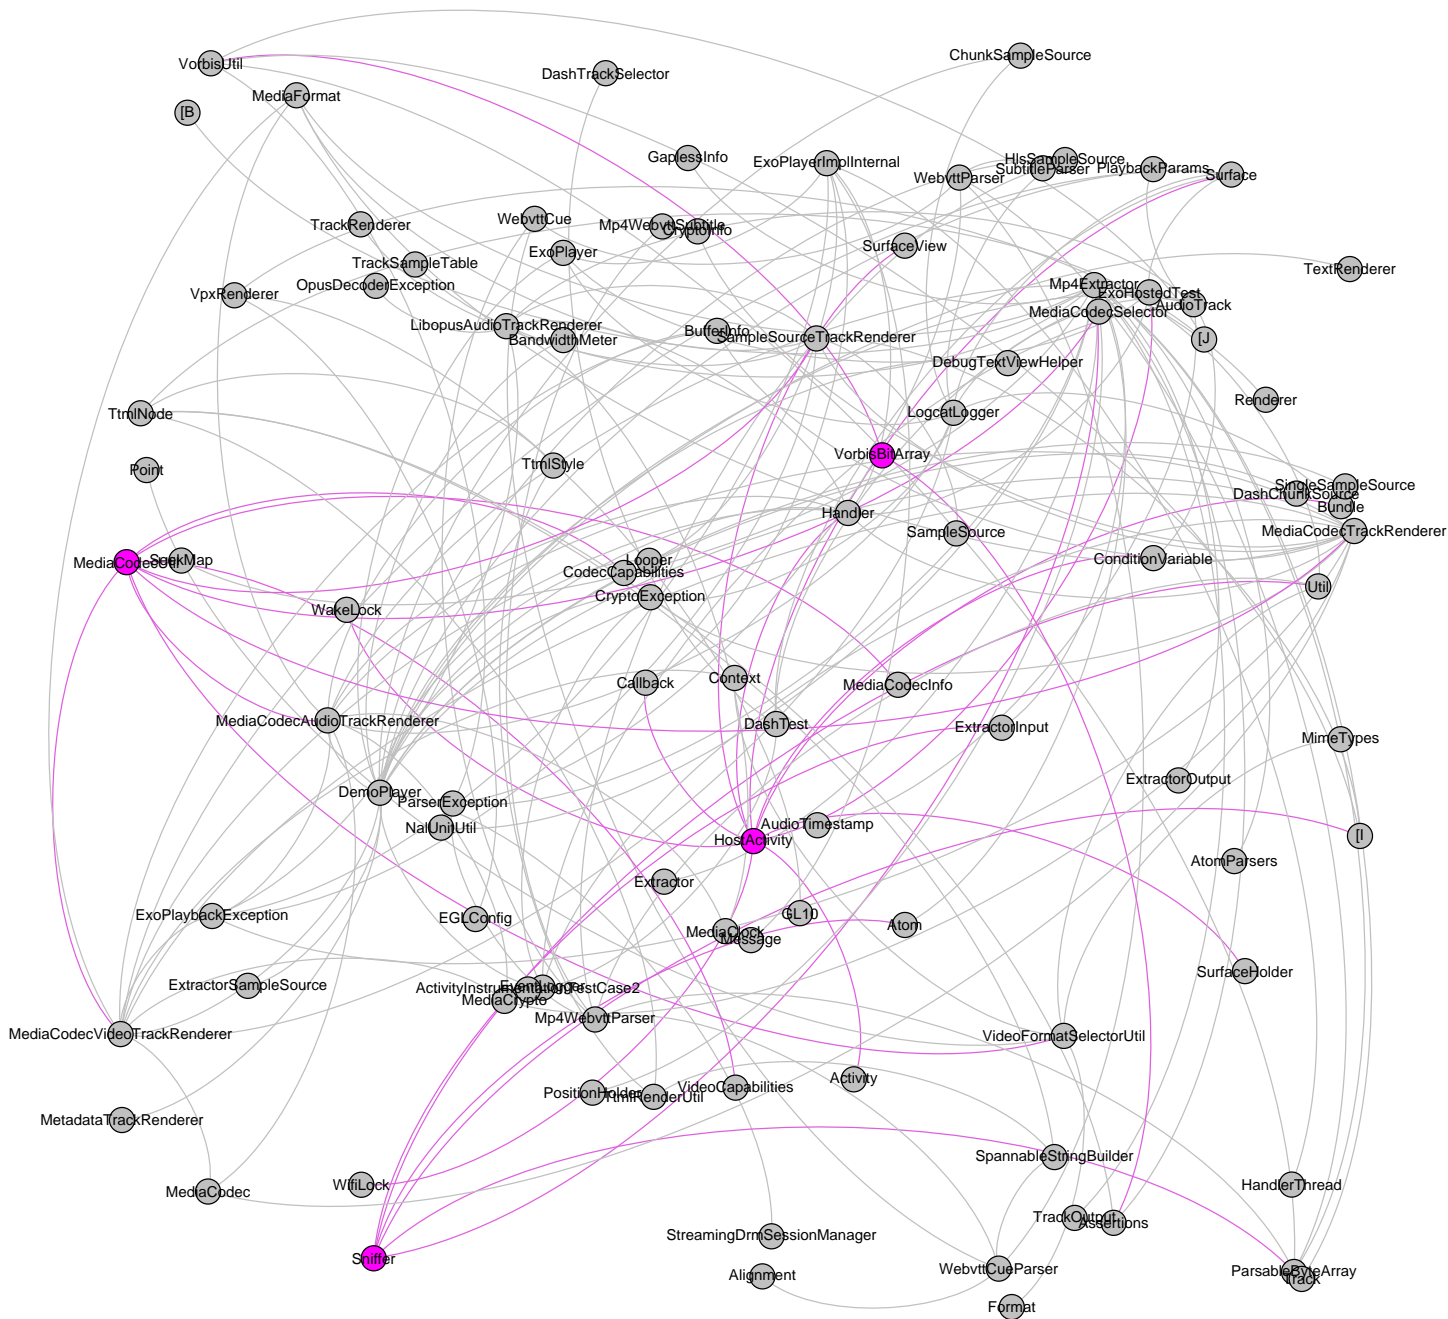 ChunkSampleSource
VorbisUtil
DashTrackSelector
MediaFormat
[B
GaplessInfo
ExoPlayerImplInternal
HlsSampleSource
SubtitleParser
PlaybackParams
WebvttParser
Surface
WebvttCue
TrackRenderer
Mp4WebvttSubtitle
CryptoInfo
SurfaceView
ExoPlayer
TrackSampleTable
TextRenderer
OpusDecoderException
VpxRenderer
Mp4Extractor
ExoHostedTest
AudioTrack
MediaCodecSelector
LibopusAudioTrackRenderer
BufferInfo
BandwidthMeter
SampleSourceTrackRenderer
[J
DebugTextViewHelper
Renderer
TtmlNode
LogcatLogger
VorbisBitArray
Point
TtmlStyle
SingleSampleSource
DashChunkSource
Bundle
Handler
SampleSource
MediaCodecTrackRenderer
MediaCodecUtil
SeekMap
Looper
CodecCapabilities
ConditionVariable
Util
CryptoException
WakeLock
Callback
Context
MediaCodecInfo
MediaCodecAudioTrackRenderer
DashTest
ExtractorInput
MimeTypes
ExtractorOutput
DemoPlayer
ParserException
NalUnitUtil
AudioTimestamp
HostActivity
[I
AtomParsers
Extractor
ExoPlaybackException
EGLConfig
GL10
Atom
MediaClock
Message
SurfaceHolder
ExtractorSampleSource
ActivityInstrumentationTestCase2
EventLogger
MediaCrypto
Mp4WebvttParser
MediaCodecVideoTrackRenderer
VideoFormatSelectorUtil
Activity
VideoCapabilities
PositionHolder
TtmlRenderUtil
MetadataTrackRenderer
SpannableStringBuilder
WifiLock
MediaCodec
HandlerThread
TrackOutput
Assertions
StreamingDrmSessionManager
Sniffer
WebvttCueParser
ParsableByteArray
Track
Alignment
Format